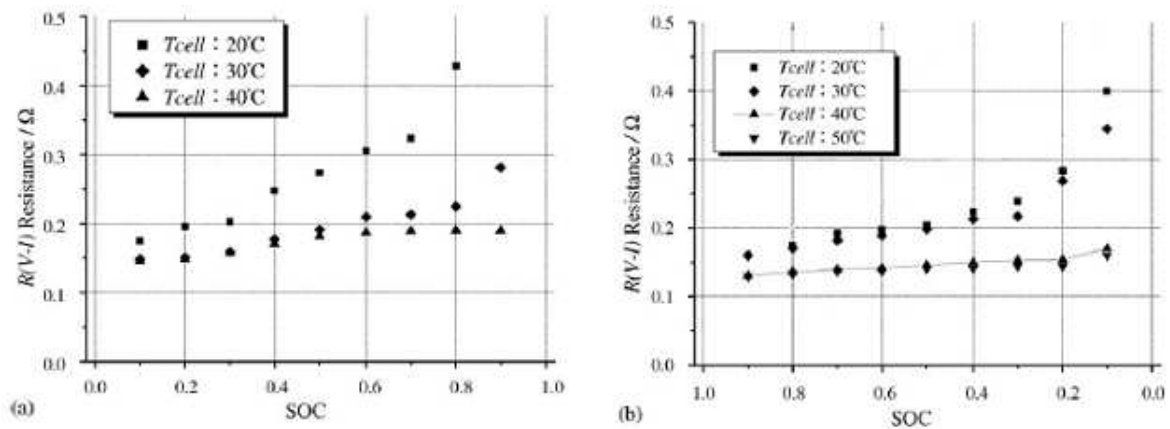 0.5
0.4
0.3
0.2
0.1
0.0
R(V-I) Resistance / Ω
Tcell : 20℃
Tcell : 30℃
Tcell : 40℃
0.0 0.2 0.4 0.6 0.8 1.0
SOC
(a)
0.5
0.4
0.3
0.2
0.1
0.0
R(V-I) Resistance / Ω
Tcell : 20℃
Tcell : 30℃
Tcell : 40℃
Tcell : 50℃
1.0 0.8 0.6 0.4 0.2 0.0
SOC
(b)